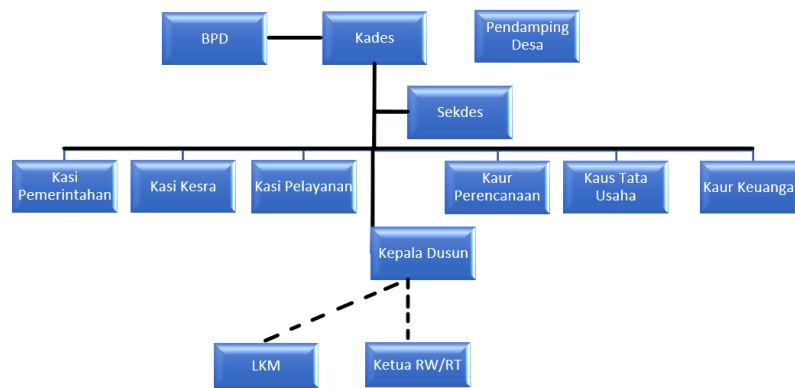 BPD
Kades
Pendamping
Desa
Sekdes
Kasi
Pemerintahan
Kasi Kesra
Kasi Pelayanan
Kaur
Perencanaan
Kaus Tata
Usaha
Kaur Keuanga
Kepala Dusun
LKM
Ketua RW/RT